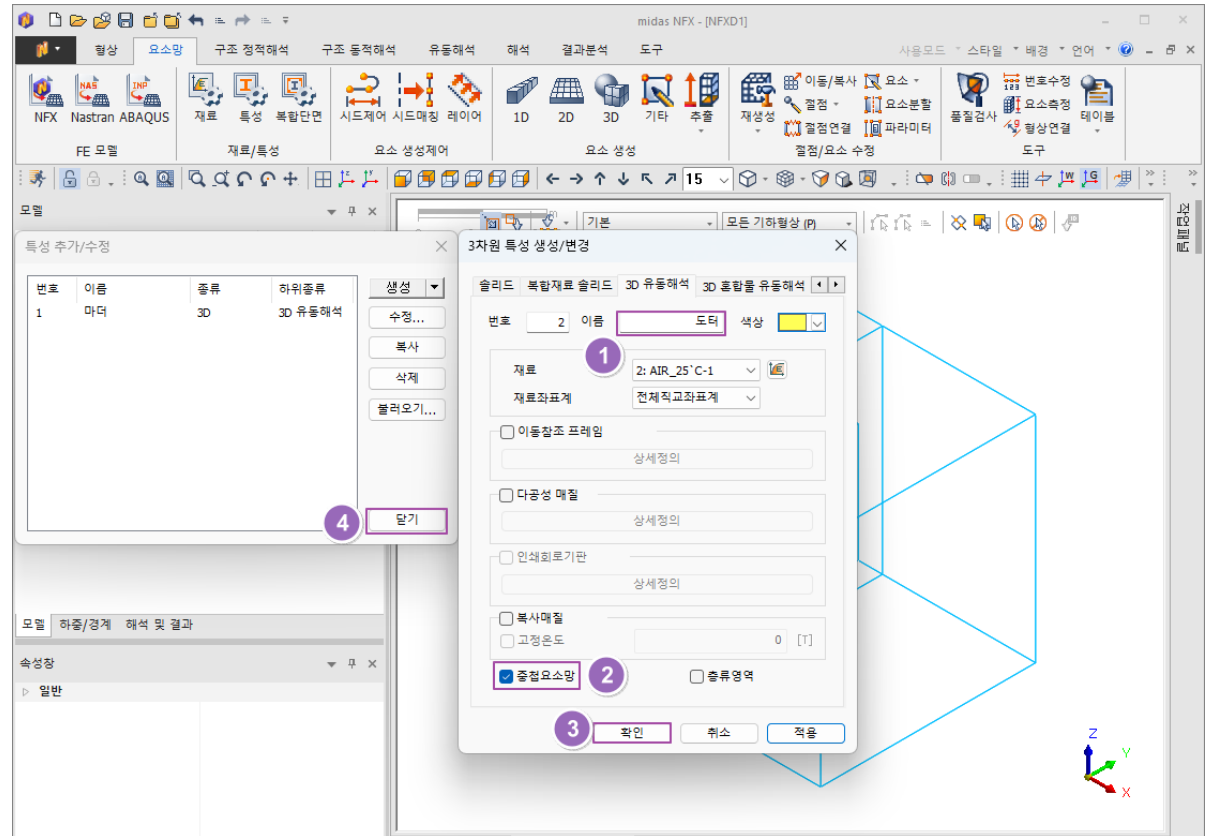 midas NFX - [NFXD1]
형상 요소망 구조 정적해석 구조 동적해석 유동해석 해석 결과분석 도구 사용모드 스타일 배경 언어
NAS INP 이동/복사 요소 123 번호수정
절점 요소분할 요소측정
NFX Nastran ABAQUS 재료 특성 복합단면 시드제어 시드매칭 레이어 1D 2D 3D 기타 추출 재생성 절점연결 파라미터 품질검사 형상연결 테이블
FE 모델 재료/특성 요소 생성제어 요소 생성 절점/요소 수정 도구
15
모델
기본 모든 기하형상 (P)
작업패널
특성 추가/수정
번호 이름 종류 하위종류
1 마더 3D 3D 유동해석
생성
수정...
복사
삭제
불러오기...
4 닫기
3차원 특성 생성/변경
솔리드 복합재료 솔리드 3D 유동해석 3D 혼합물 유동해석
번호 2 이름 도터 색상
1
재료 2: AIR_25`C-1
재료좌표계 전체직교좌표계
이동참조 프레임
상세정의
다공성 매질
상세정의
인쇄회로기판
상세정의
복사매질
고정온도 0 [T]
중첩요소망 2 층류영역
3 확인 취소 적용
모델 하중/경계 해석 및 결과
속성창
일반
Z
Y
X